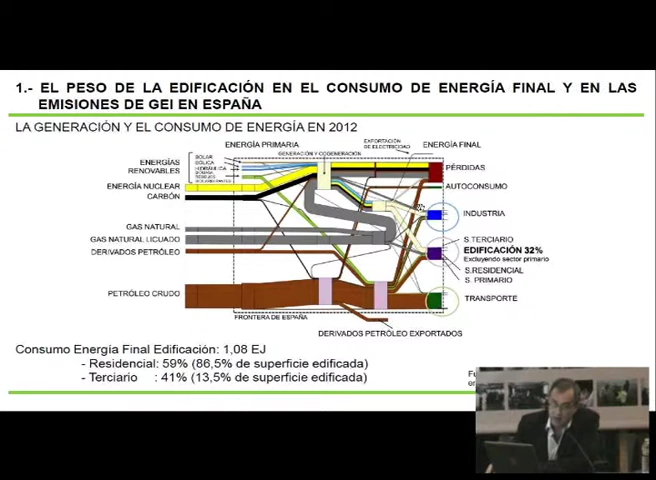 1.- EL PESO DE LA EDIFICACIÓN EN EL CONSUMO DE ENERGÍA FINAL Y EN LAS
EMISIONES DE GEI EN ESPAÑA
LA GENERACIÓN Y EL CONSUMO DE ENERGÍA EN 2012
ENERGÍA PRIMARIA
GENERACIÓN Y COGENERACIÓN
EXPORTACIÓN
DE ELECTRICIDAD
ENERGÍA FINAL
ENERGÍAS
RENOVABLES
SOLAR
EÓLICA
HIDRÁULICA
BIOMASA
ENERGÍA NUCLEAR
CARBÓN
GAS NATURAL
GAS NATURAL LICUADO
DERIVADOS PETRÓLEO
PETRÓLEO CRUDO
PÉRDIDAS
AUTOCONSUMO
INDUSTRIA
S.TERCIARIO
EDIFICACIÓN 32%
Excluyendo sector primario
S.RESIDENCIAL
S. PRIMARIO
TRANSPORTE
FRONTERA DE ESPAÑA
DERIVADOS PETRÓLEO EXPORTADOS
Consumo Energía Final Edificación: 1,08 EJ
- Residencial: 59% (86,5% de superficie edificada)
- Terciario : 41% (13,5% de superficie edificada)